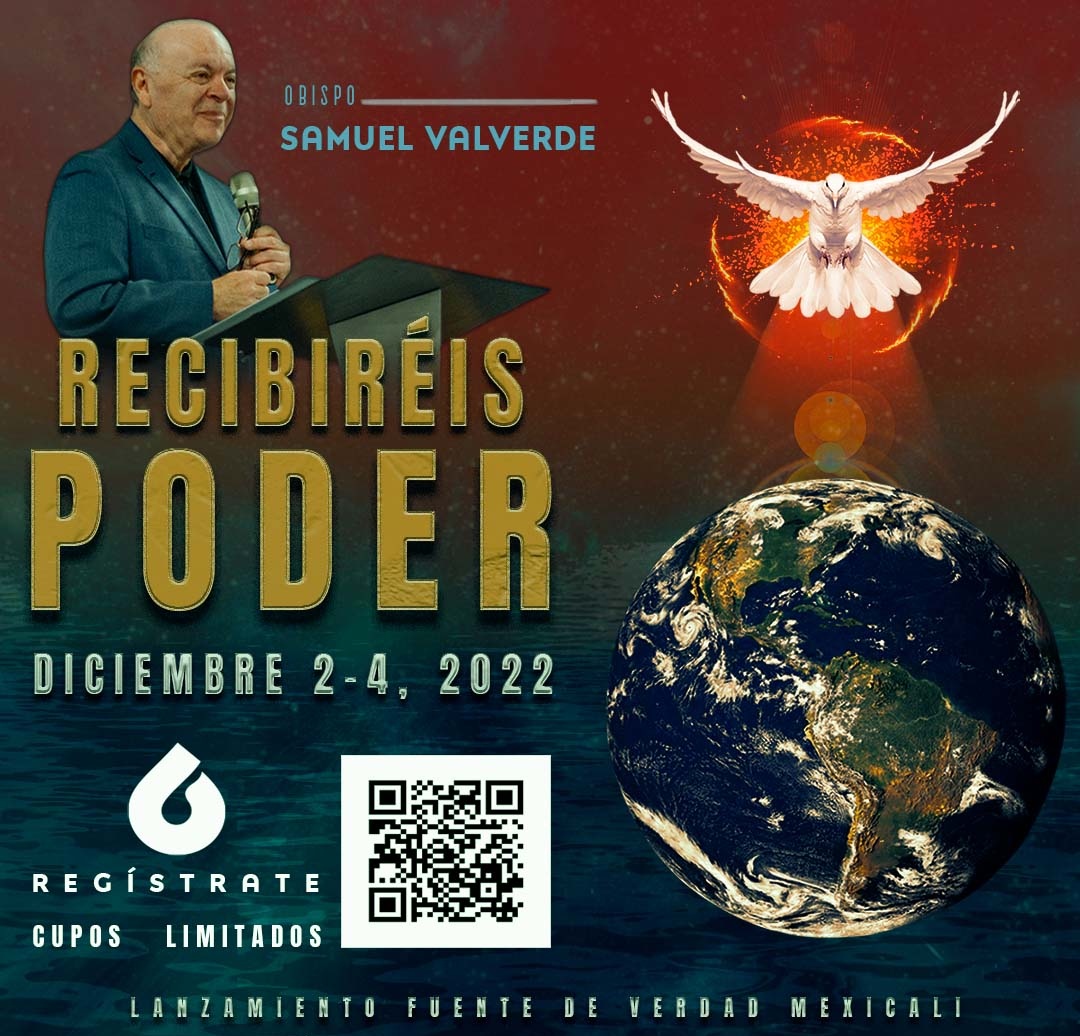 OBISPO
SAMUEL VALVERDE
RECIBIRÉIS
PODER
DICIEMBRE 2-4, 2022
REGÍSTRATE
CUPOS LIMITADOS
LANZAMIENTO FUENTE DE VERDAD MEXICALI